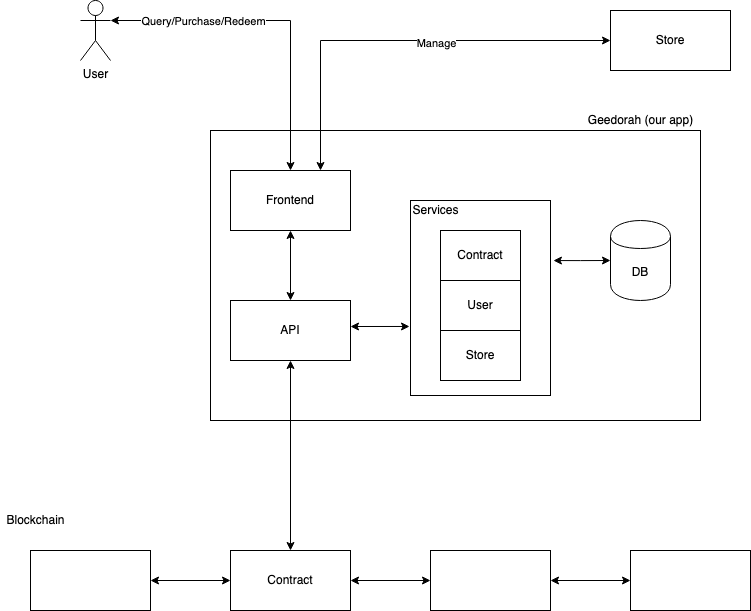 Query/Purchase/Redeem
User
Manage
Store
Geedorah (our app)
Frontend
Services
Contract
User
Store
DB
API
Blockchain
Contract